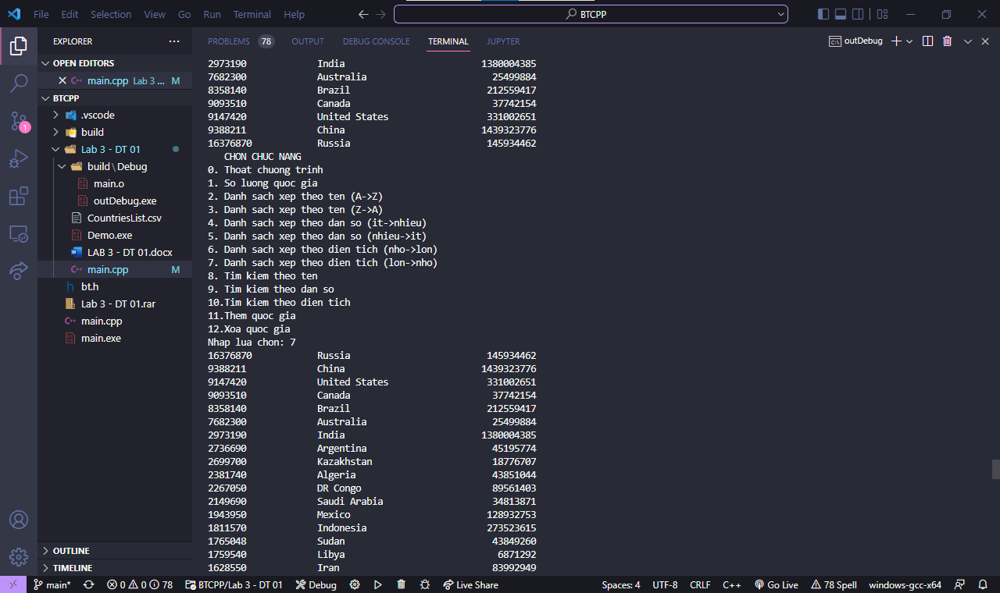 File Edit Selection View Go Run Terminal Help BTCPP
EXPLORER
OPEN EDITORS
main.cpp Lab 3 ... M
BTCPP
.vscode
build
Lab 3 - DT 01
build\Debug
main.o
outDebug.exe
CountriesList.csv
Demo.exe
LAB 3 - DT 01.docx
main.cpp M
bt.h
Lab 3 - DT 01.rar
main.cpp
main.exe
OUTLINE
TIMELINE
1
PROBLEMS 78 OUTPUT DEBUG CONSOLE TERMINAL JUPYTER outDebug
2973190 India 1380004385
7682300 Australia 25499884
8358140 Brazil 212559417
9093510 Canada 37742154
9147420 United States 331002651
9388211 China 1439323776
16376870 Russia 145934462
CHON CHUC NANG
0. Thoat chuong trinh
1. So luong quoc gia
2. Danh sach xep theo ten (A->Z)
3. Danh sach xep theo ten (Z->A)
4. Danh sach xep theo dan so (it->nhieu)
5. Danh sach xep theo dan so (nhieu->it)
6. Danh sach xep theo dien tich (nho->lon)
7. Danh sach xep theo dien tich (lon->nho)
8. Tim kiem theo ten
9. Tim kiem theo dan so
10.Tim kiem theo dien tich
11.Them quoc gia
12.Xoa quoc gia
Nhap lua chon: 7
16376870 Russia 145934462
9388211 China 1439323776
9147420 United States 331002651
9093510 Canada 37742154
8358140 Brazil 212559417
7682300 Australia 25499884
2973190 India 1380004385
2736690 Argentina 45195774
2699700 Kazakhstan 18776707
2381740 Algeria 43851044
2267050 DR Congo 89561403
2149690 Saudi Arabia 34813871
1943950 Mexico 128932753
1811570 Indonesia 273523615
1765048 Sudan 43849260
1759540 Libya 6871292
1628550 Iran 83992949
main* 0 0 78 BTCPP/Lab 3 - DT 01 Debug Live Share Spaces: 4 UTF-8 CRLF C++ Go Live 78 Spell windows-gcc-x64